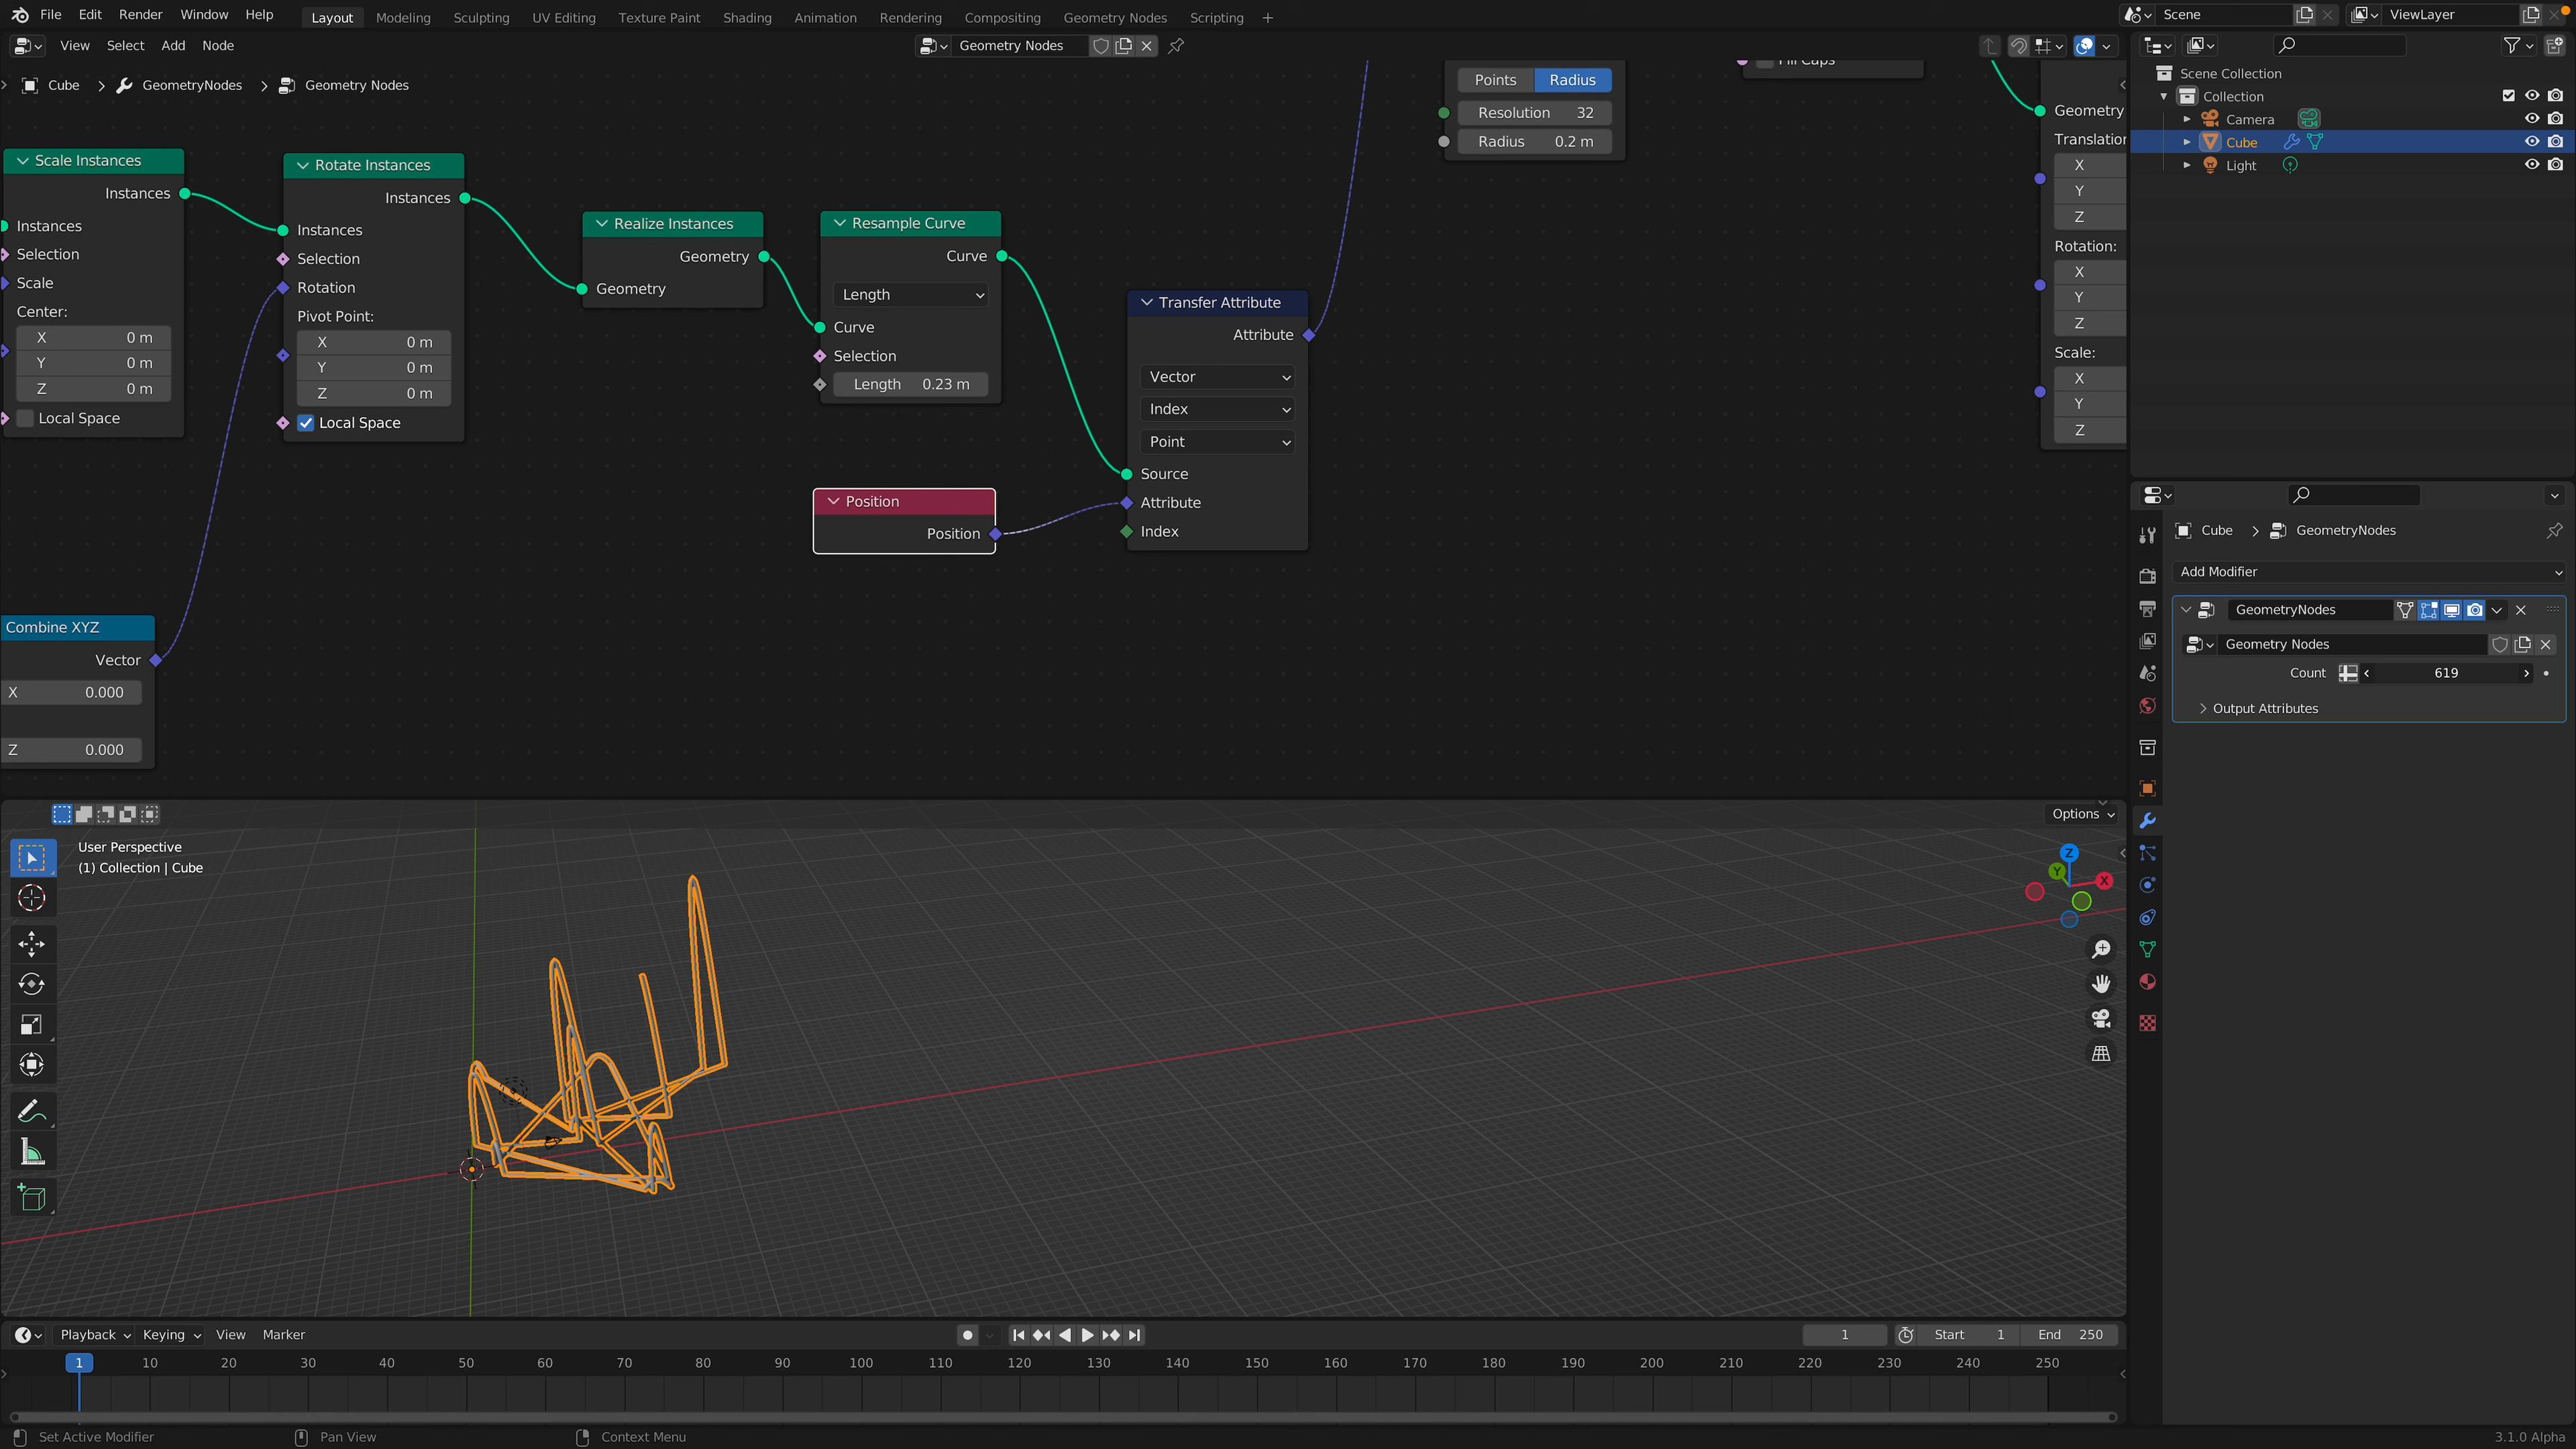 File Edit Render Window Help Layout Modeling Sculpting UV Editing Texture Paint Shading Animation Rendering Compositing Geometry Nodes Scripting + Scene ViewLayer
View Select Add Node Geometry Nodes
Cube > GeometryNodes > Geometry Nodes
Scale Instances
Instances
Instances
Selection
Scale
Center:
X 0 m
Y 0 m
Z 0 m
Local Space
Rotate Instances
Instances
Instances
Selection
Rotation
Pivot Point:
X 0 m
Y 0 m
Z 0 m
Local Space
Combine XYZ
Vector
X 0.000
Z 0.000
Realize Instances
Geometry
Geometry
Resample Curve
Curve
Length
Curve
Selection
Length 0.23 m
Position
Position
Transfer Attribute
Attribute
Vector
Index
Point
Source
Attribute
Index
Points Radius
Resolution 32
Radius 0.2 m
Fill Caps
Geometry
Translation
X
Y
Z
Rotation:
X
Y
Z
Scale:
X
Y
Z
Scene Collection
Collection
Camera
Cube
Light
Cube > GeometryNodes
Add Modifier
GeometryNodes
Geometry Nodes
Count 619
Output Attributes
Options
User Perspective
(1) Collection | Cube
Z
Y
X
Playback Keying View Marker 1 Start 1 End 250
1 10 20 30 40 50 60 70 80 90 100 110 120 130 140 150 160 170 180 190 200 210 220 230 240 250
Set Active Modifier Pan View Context Menu 3.1.0 Alpha